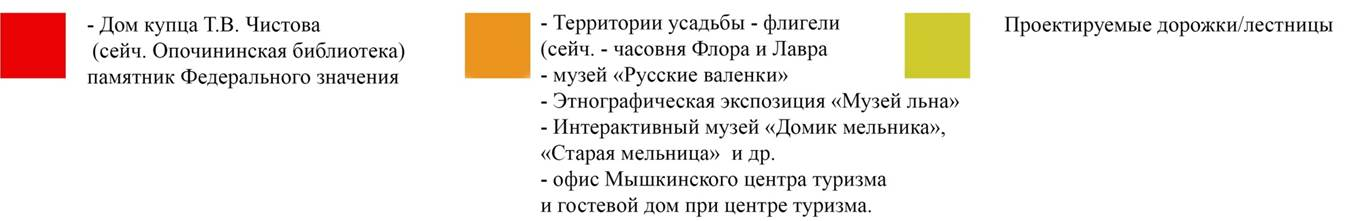 - Дом купца Т.В. Чистова
(сейч. Опочининская библиотека)
памятник Федерального значения
- Территории усадьбы - флигели
(сейч. - часовня Флора и Лавра
- музей «Русские валенки»
- Этнографическая экспозиция «Музей льна»
- Интерактивный музей «Домик мельника»,
«Старая мельница» и др.
- офис Мышкинского центра туризма
и гостевой дом при центре туризма.
Проектируемые дорожки/лестницы